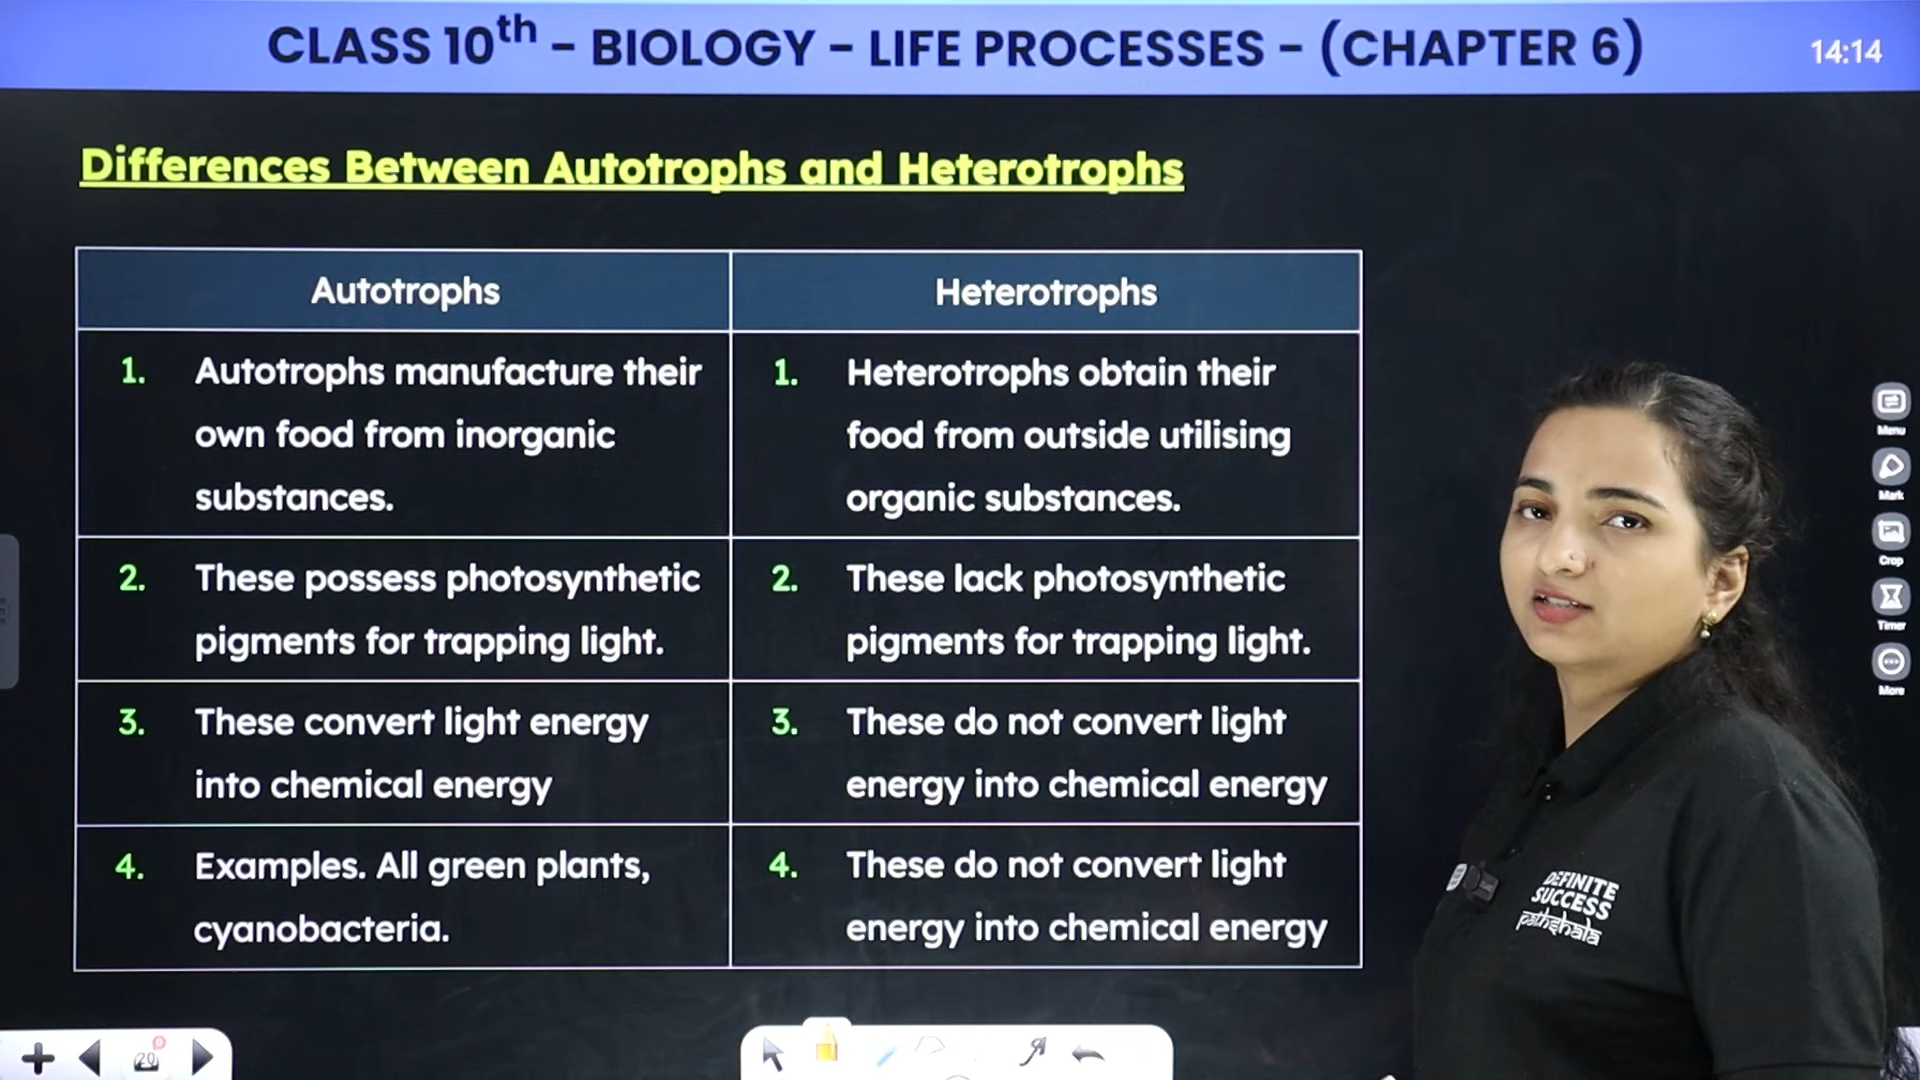 CLASS 10th - BIOLOGY - LIFE PROCESSES - (CHAPTER 6)
14:14
Differences Between Autotrophs and Heterotrophs
Autotrophs
Heterotrophs
1. Autotrophs manufacture their
own food from inorganic
substances.
1. Heterotrophs obtain their
food from outside utilising
organic substances.
2. These possess photosynthetic
pigments for trapping light.
2. These lack photosynthetic
pigments for trapping light.
3. These convert light energy
into chemical energy
3. These do not convert light
energy into chemical energy
4. Examples. All green plants,
cyanobacteria.
4. These do not convert light
energy into chemical energy
Menu
Mark
Crop
Timer
More
DEFINITE
SUCCESS
pathshala
20
0